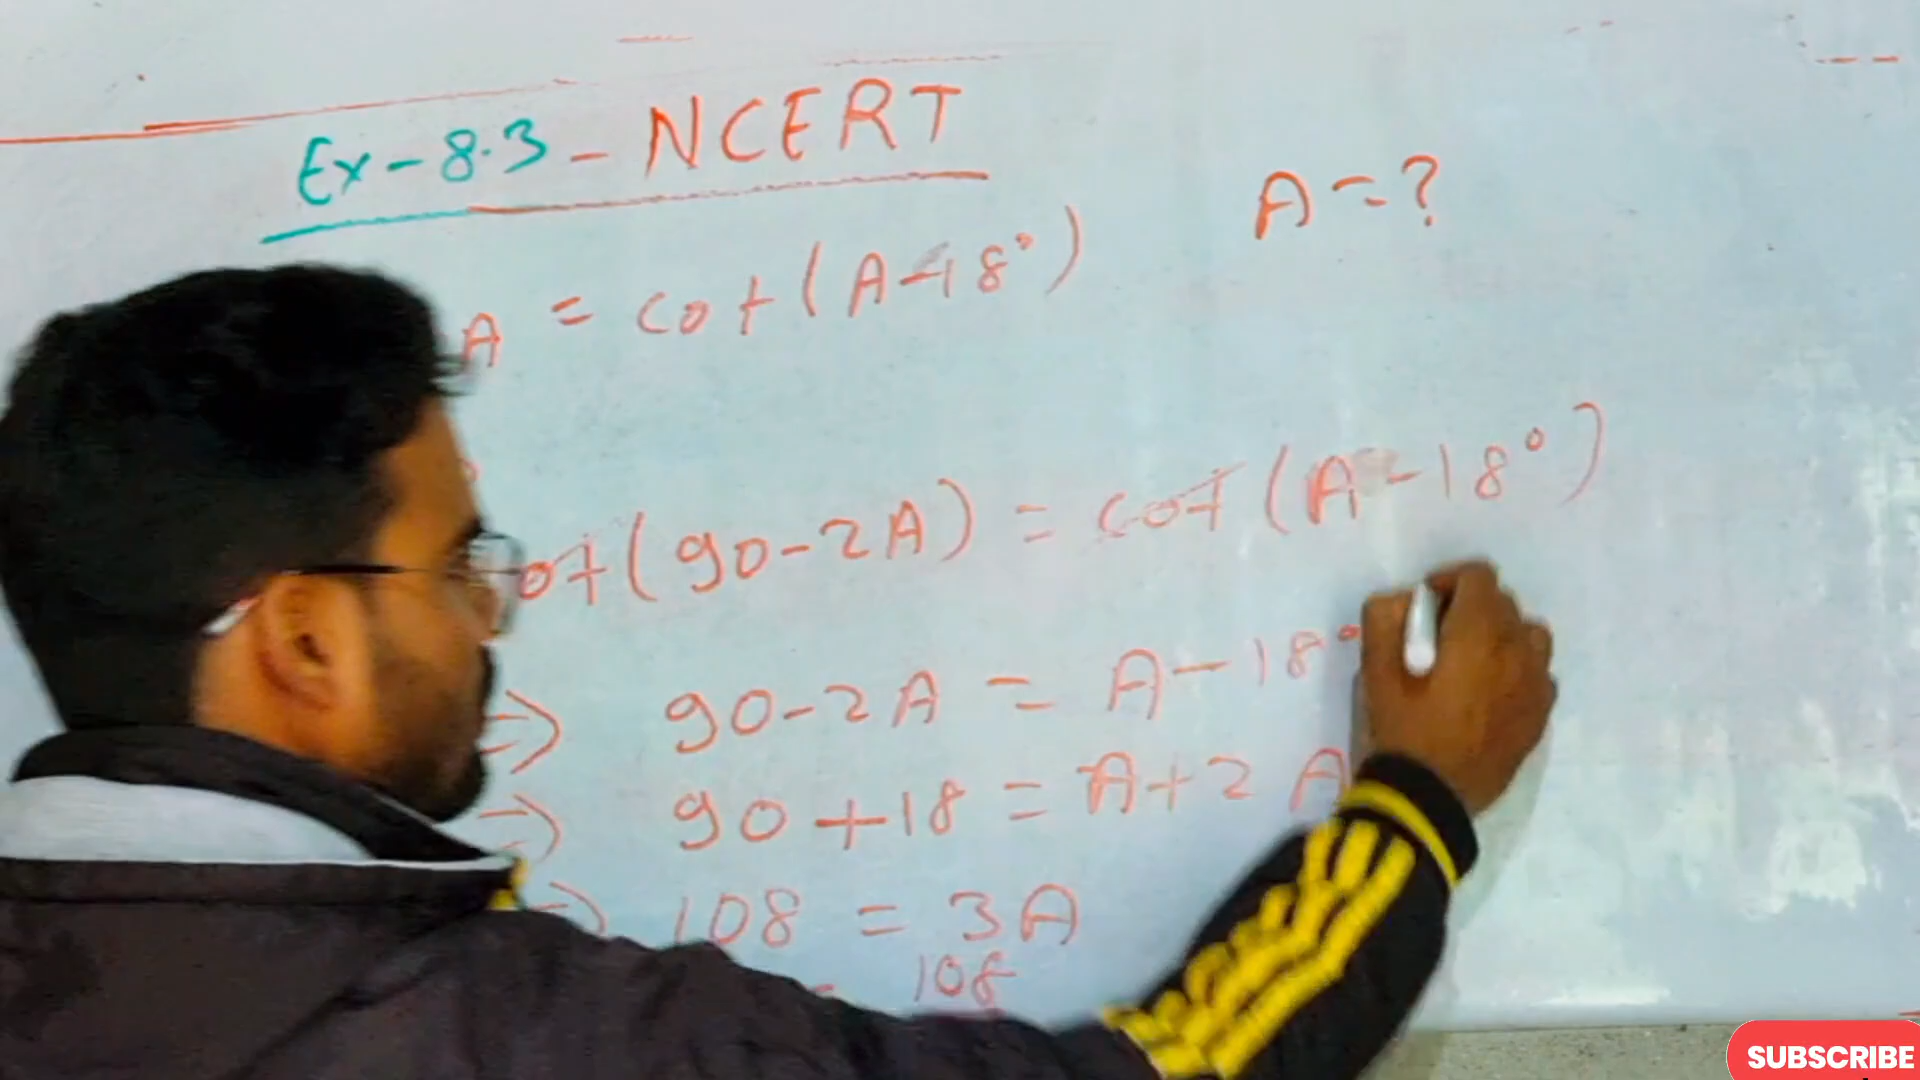 Ex-8.3 - NCERT
A = ?
A = cot(A-18°)
ot(90-2A) = cot(A-18°)
=> 90-2A = A-18°
=> 90+18 = A+2A
=> 108 = 3A
= 108
SUBSCRIBE